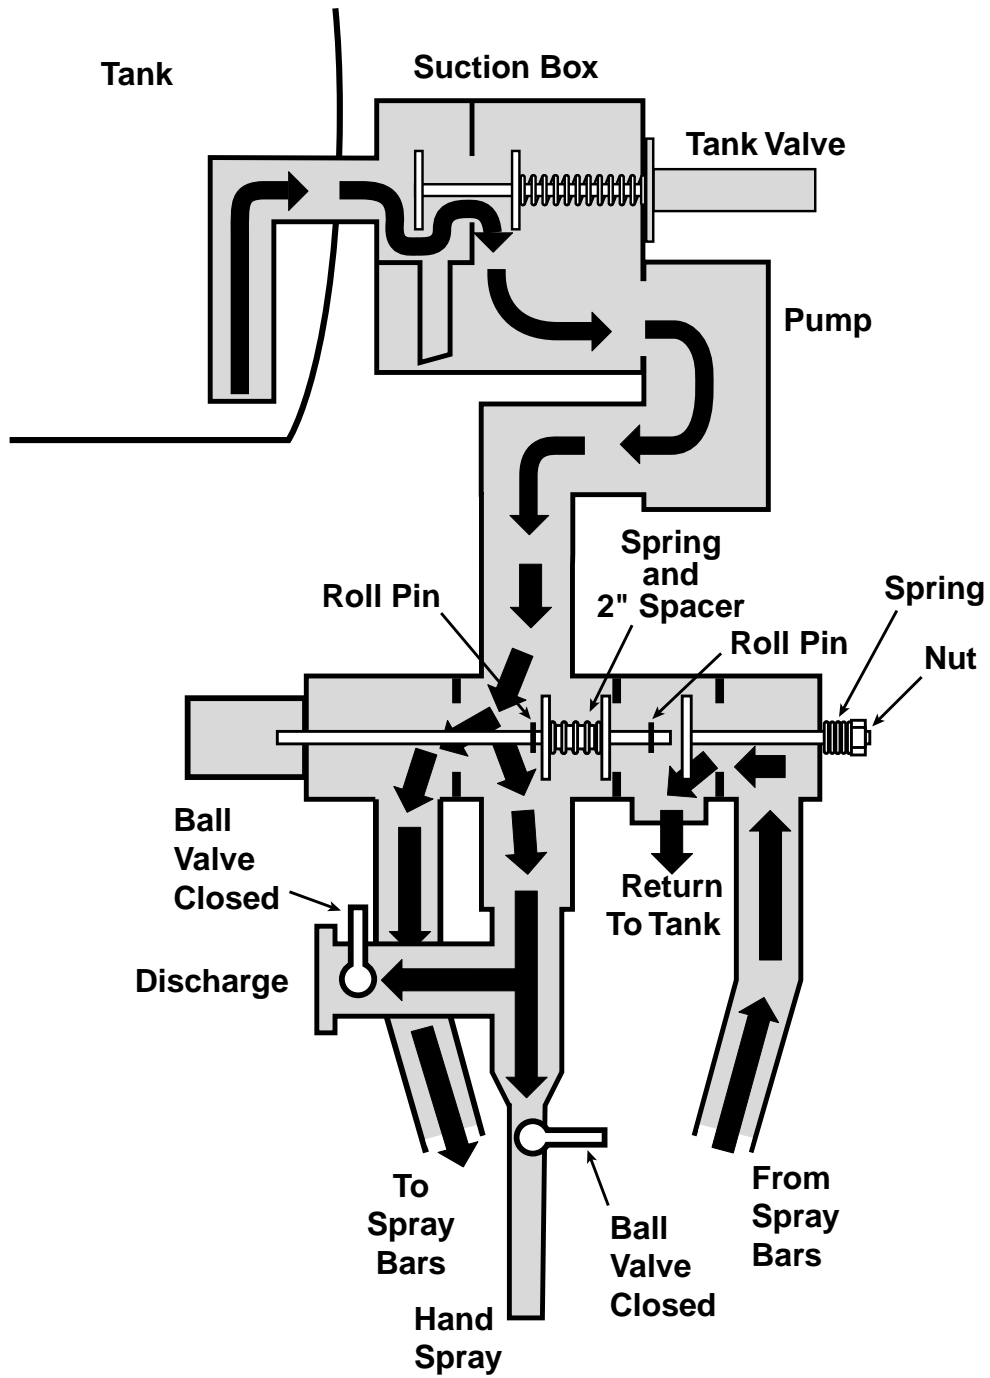 Tank
Suction Box
Tank Valve
Pump
Spring
and
2" Spacer
Roll Pin
Spring
Roll Pin
Nut
Ball
Valve
Closed
Return
To Tank
Discharge
To
Spray
Bars
From
Spray
Bars
Ball
Valve
Closed
Hand
Spray